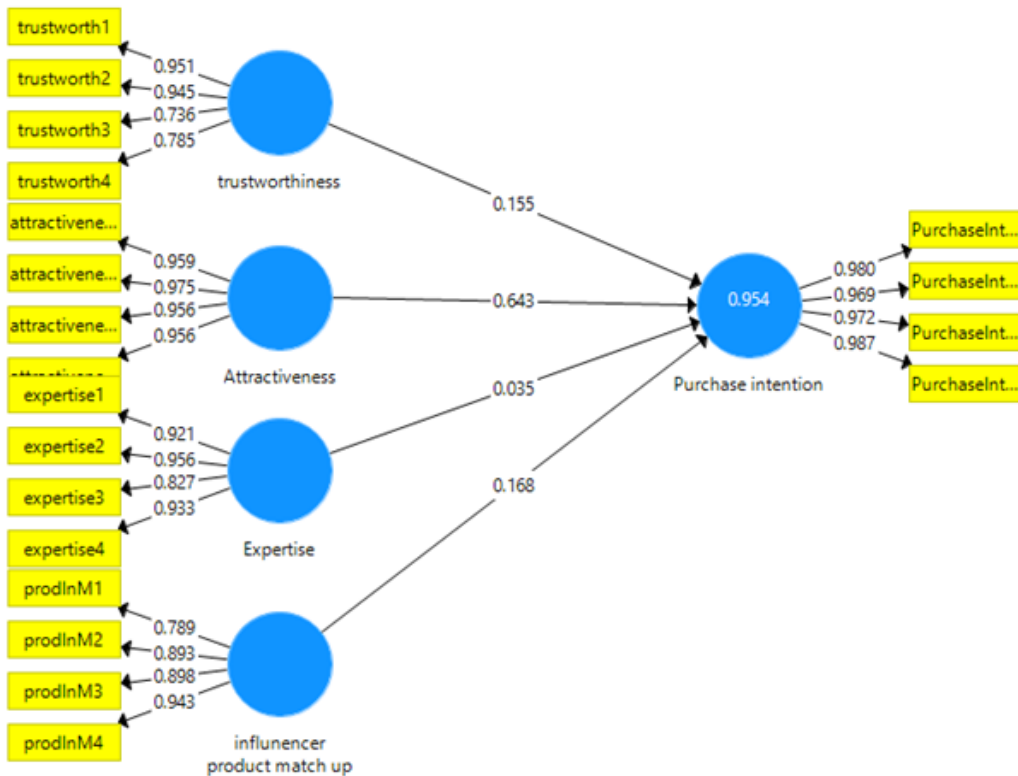 trustworth1
0.951
trustworth2
0.945
0.736
trustworth3
0.785
trustworth4
trustworthiness
0.155
attractivene...
0.959
attractivene...
0.975
0.956
attractivene...
0.956
attractivene...
Attractiveness
0.643
expertise1
0.921
expertise2
0.956
0.827
expertise3
0.933
expertise4
Expertise
0.035
prodInM1
0.789
prodInM2
0.893
0.898
prodInM3
0.943
prodInM4
influnencer
product match up
0.168
0.954
Purchase intention
PurchaseInt...
0.980
PurchaseInt...
0.969
0.972
PurchaseInt...
0.987
PurchaseInt...